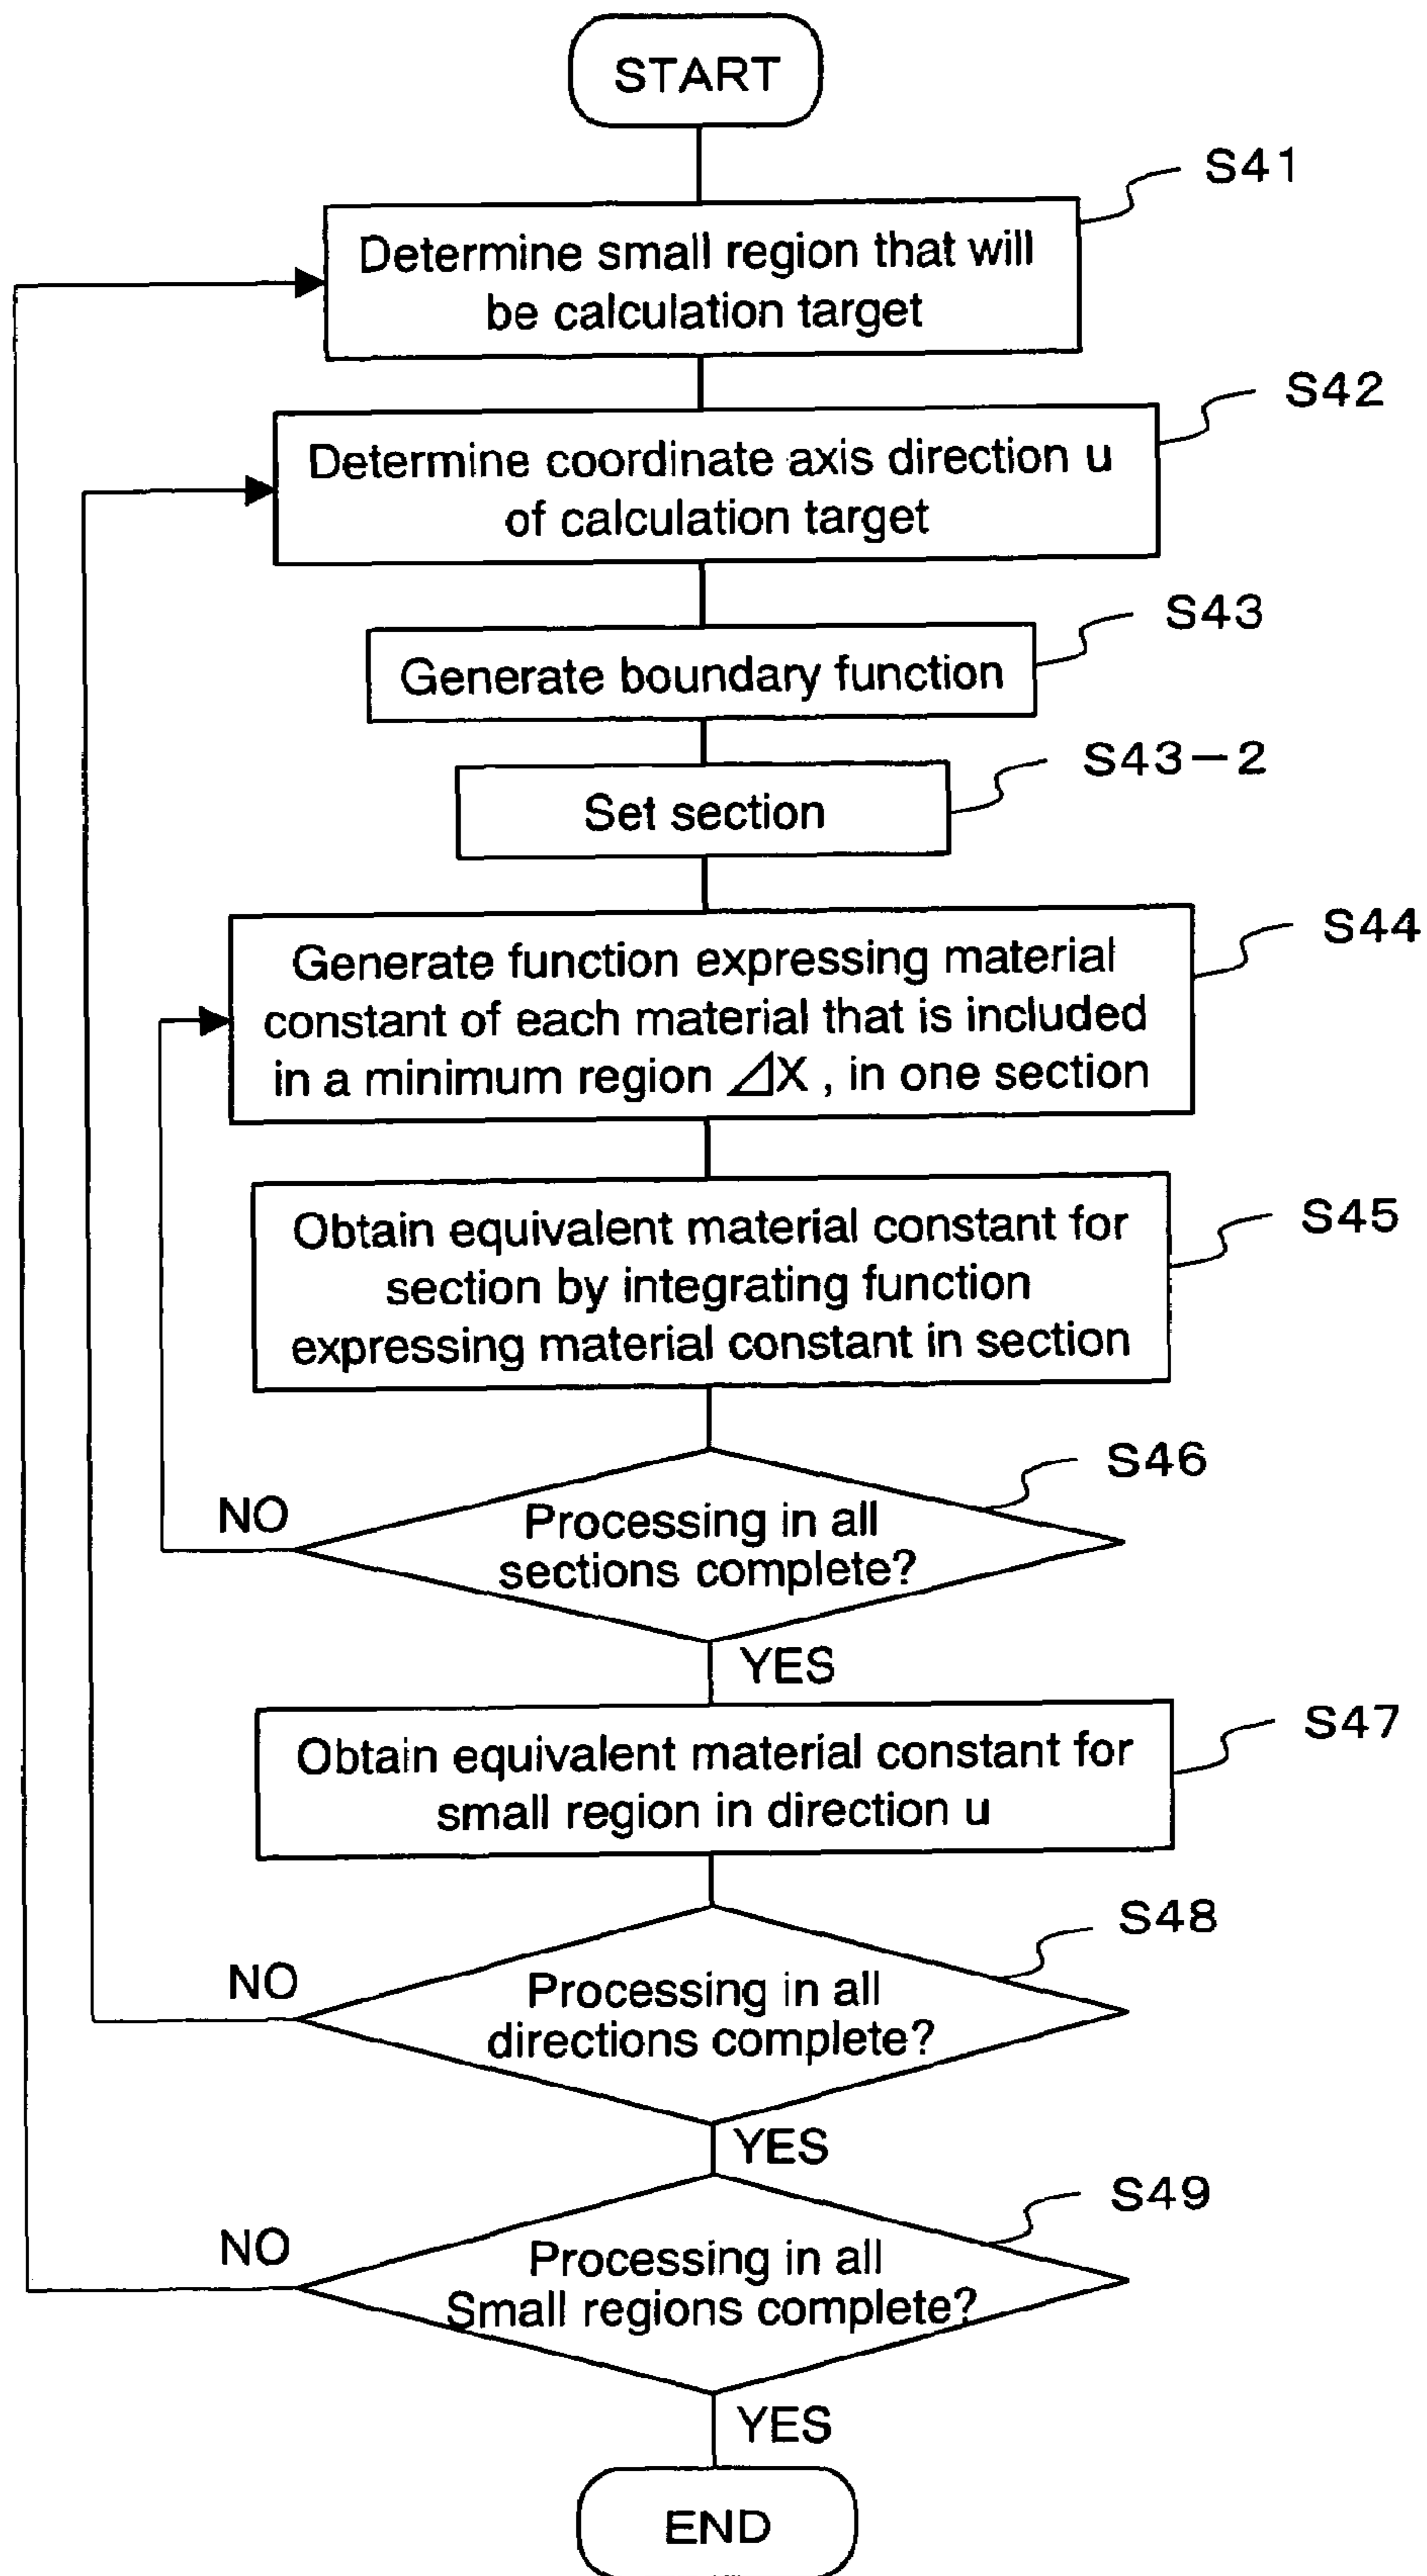 START
S41
Determine small region that will
be calculation target
S42
Determine coordinate axis direction u
of calculation target
S43
Generate boundary function
S43-2
Set section
S44
Generate function expressing material
constant of each material that is included
in a minimum region ⊿X , in one section
S45
Obtain equivalent material constant for
section by integrating function
expressing material constant in section
S46
NO
Processing in all
sections complete?
YES
S47
Obtain equivalent material constant for
small region in direction u
S48
NO
Processing in all
directions complete?
YES
S49
NO
Processing in all
Small regions complete?
YES
END